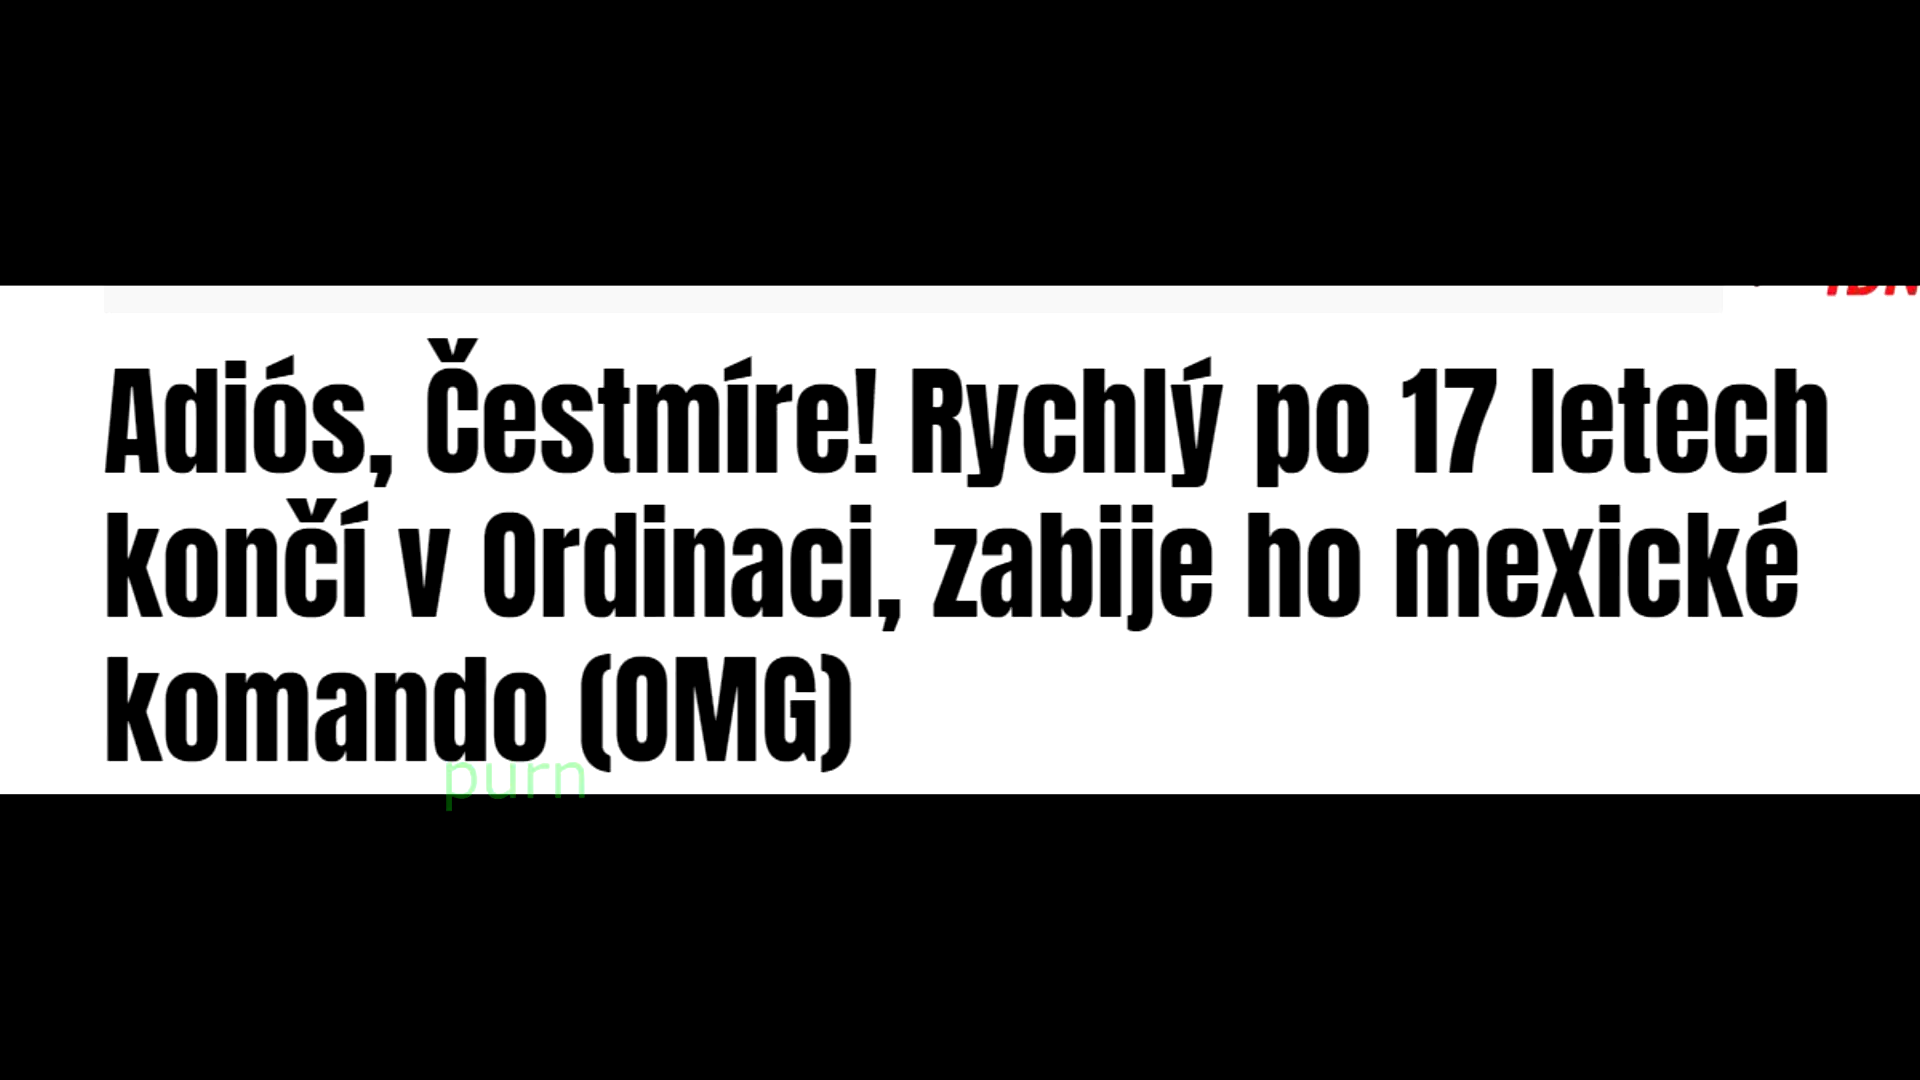 Adiós, Čestmíre! Rychlý po 17 letech
končí v Ordinaci, zabije ho mexické
komando (OMG)
purn